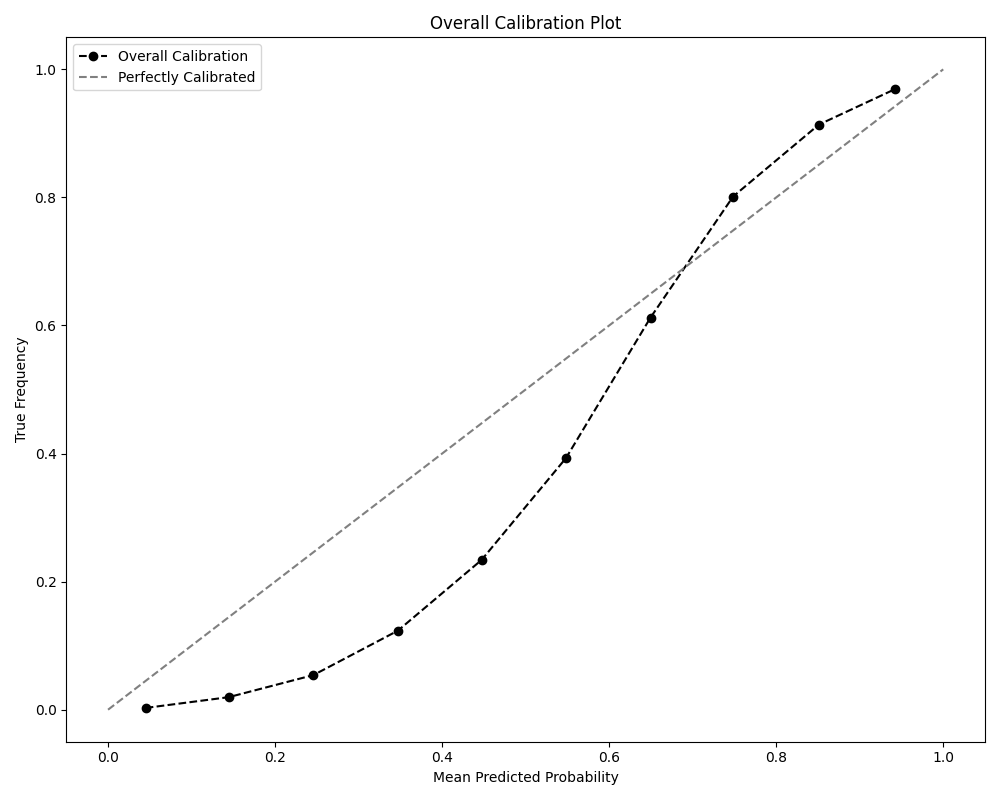 Overall Calibration Plot
Overall Calibration
Perfectly Calibrated
1.0
0.8
0.6
0.4
0.2
0.0
True Frequency
0.0 0.2 0.4 0.6 0.8 1.0
Mean Predicted Probability